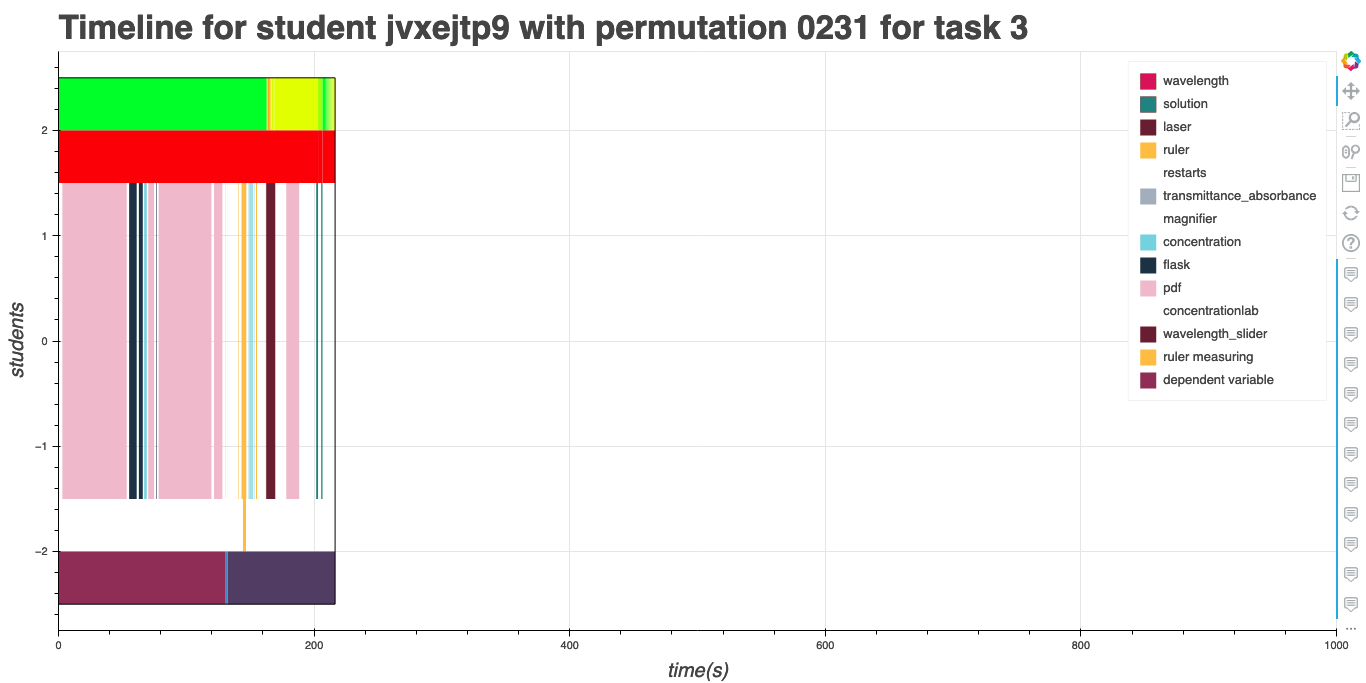 Timeline for student jvxejtp9 with permutation 0231 for task 3
students
2
1
0
−1
−2
0
200
400
600
800
1000
time(s)
wavelength
solution
laser
ruler
restarts
transmittance_absorbance
magnifier
concentration
flask
pdf
concentrationlab
wavelength_slider
ruler measuring
dependent variable